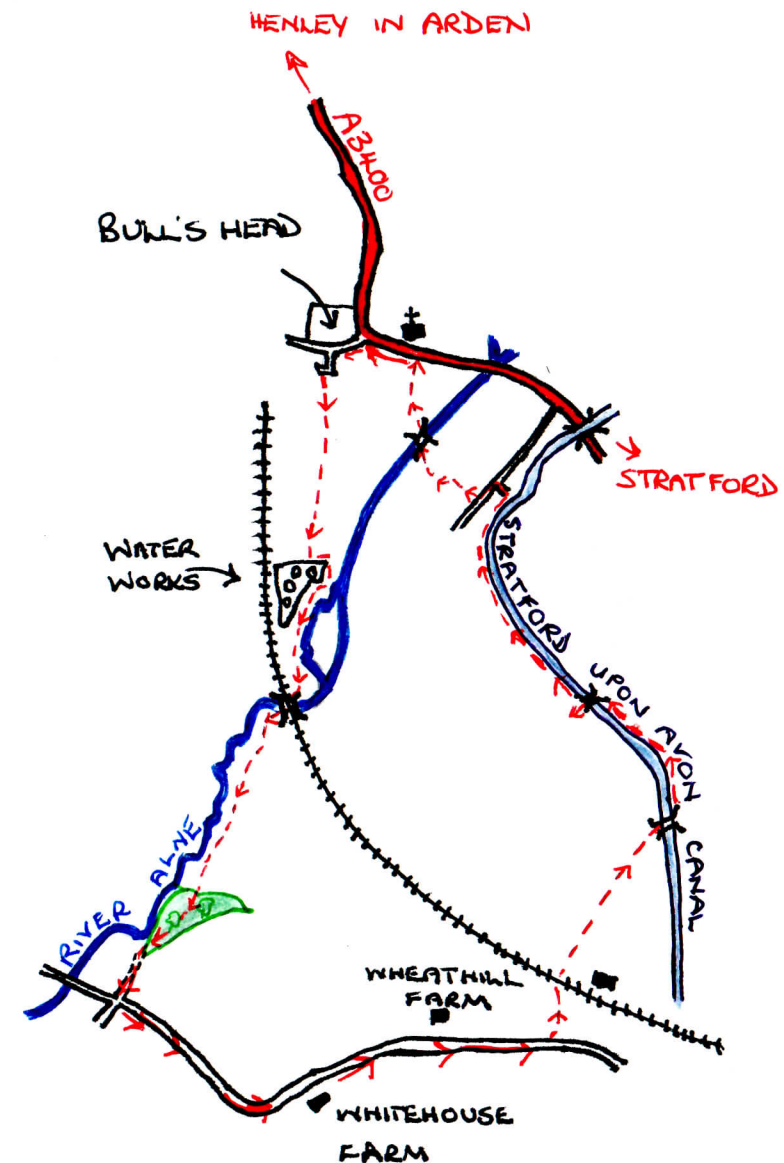 HENLEY IN ARDEN
A3400
BULL'S HEAD
STRATFORD
WATER
WORKS
STRATFORD UPON AVON CANAL
RIVER ALNE
WHEATHILL
FARM
WHITEHOUSE
FARM